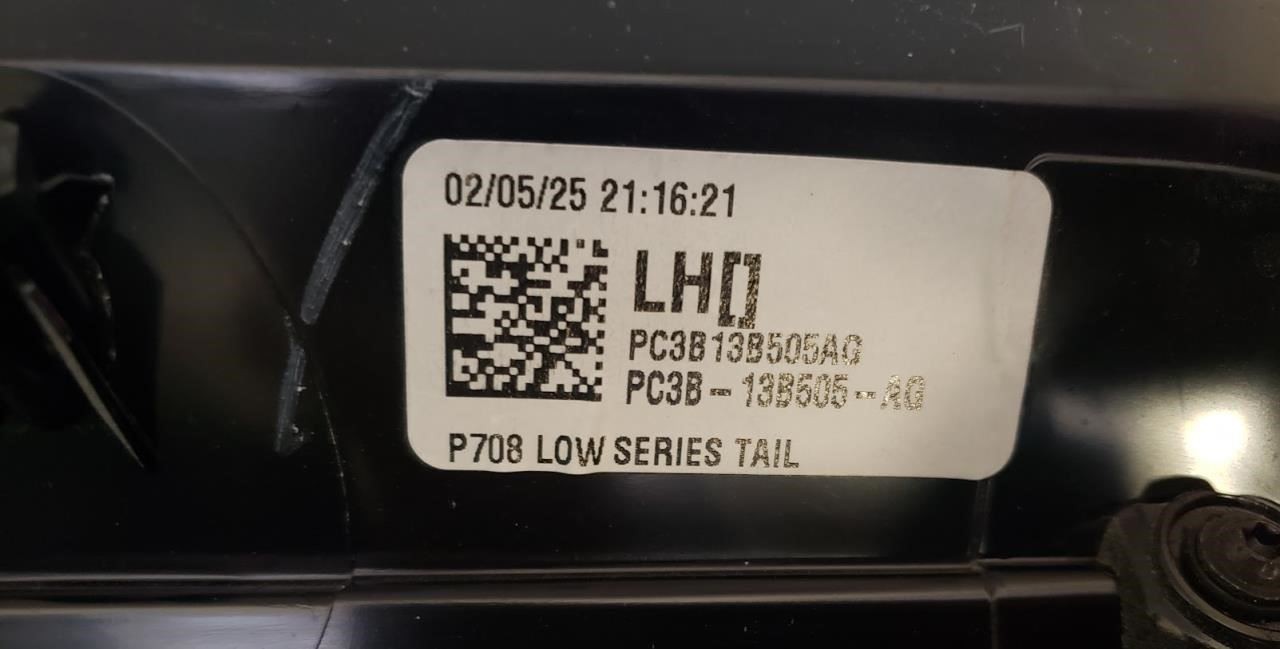 02/05/25 21:16:21
LH[]
PC3B13B505AG
PC3B-13B505-AG
P708 LOW SERIES TAIL